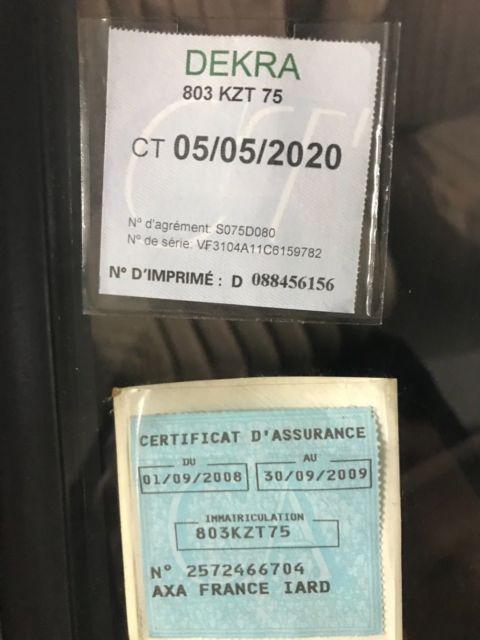 DEKRA
803 KZT 75
CT 05/05/2020
N° d'agrément: S075D080
N° de série: VF3104A11C6159782
N° D'IMPRIMÉ : D 088456156
CERTIFICAT D'ASSURANCE
DU AU
01/09/2008 30/09/2009
IMMATRICULATION
803KZT75
N° 2572466704
AXA FRANCE IARD